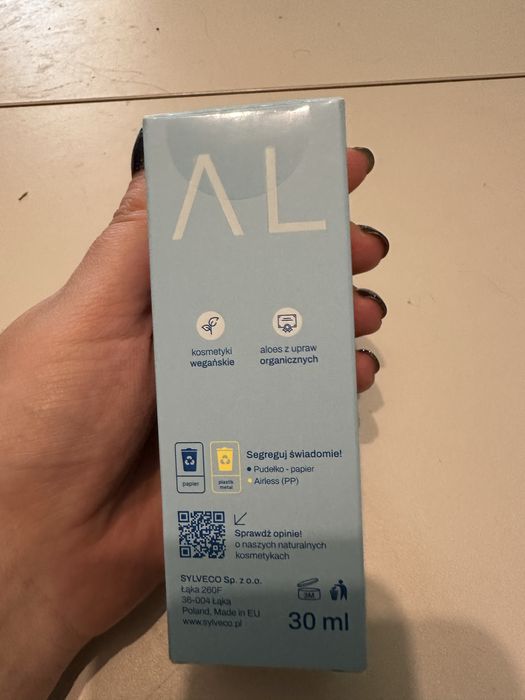 ΛL
kosmetyki
wegańskie
aloes z upraw
organicznych
papier
plastik
metal
Segreguj świadomie!
Pudełko - papier
Airless (PP)
Sprawdź opinie!
o naszych naturalnych
kosmetykach
SYLVECO Sp. z o.o.
Łąka 260F
36-004 Łąka
Poland, Made in EU
www.sylveco.pl
3M
30 ml